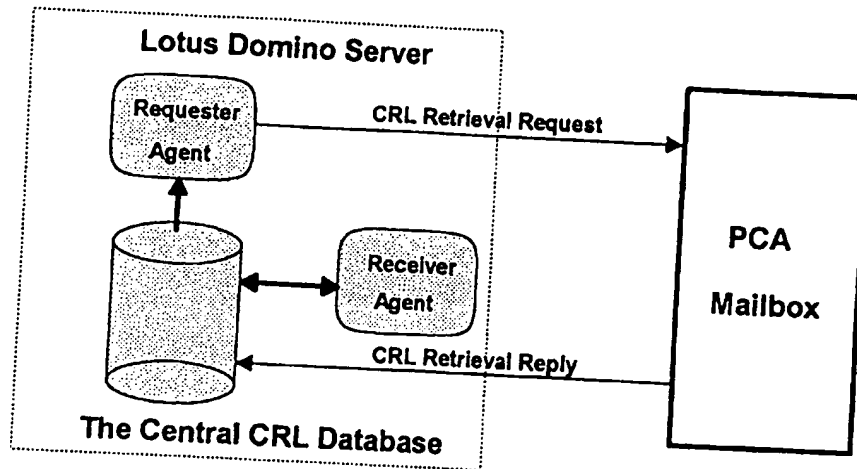 Lotus Domino Server
Requester
Agent
CRL Retrieval Request
PCA
Mailbox
Receiver
Agent
CRL Retrieval Reply
The Central CRL Database